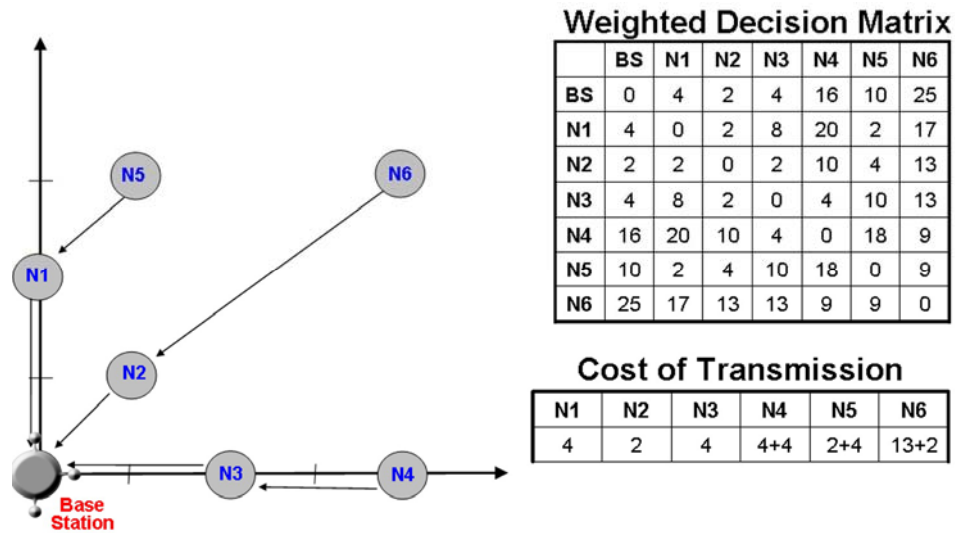 N5
N6
N1
N2
N3
N4
Base
Station
Weighted Decision Matrix
BS N1 N2 N3 N4 N5 N6
BS 0 4 2 4 16 10 25
N1 4 0 2 8 20 2 17
N2 2 2 0 2 10 4 13
N3 4 8 2 0 4 10 13
N4 16 20 10 4 0 18 9
N5 10 2 4 10 18 0 9
N6 25 17 13 13 9 9 0
Cost of Transmission
N1 N2 N3 N4 N5 N6
4 2 4 4+4 2+4 13+2